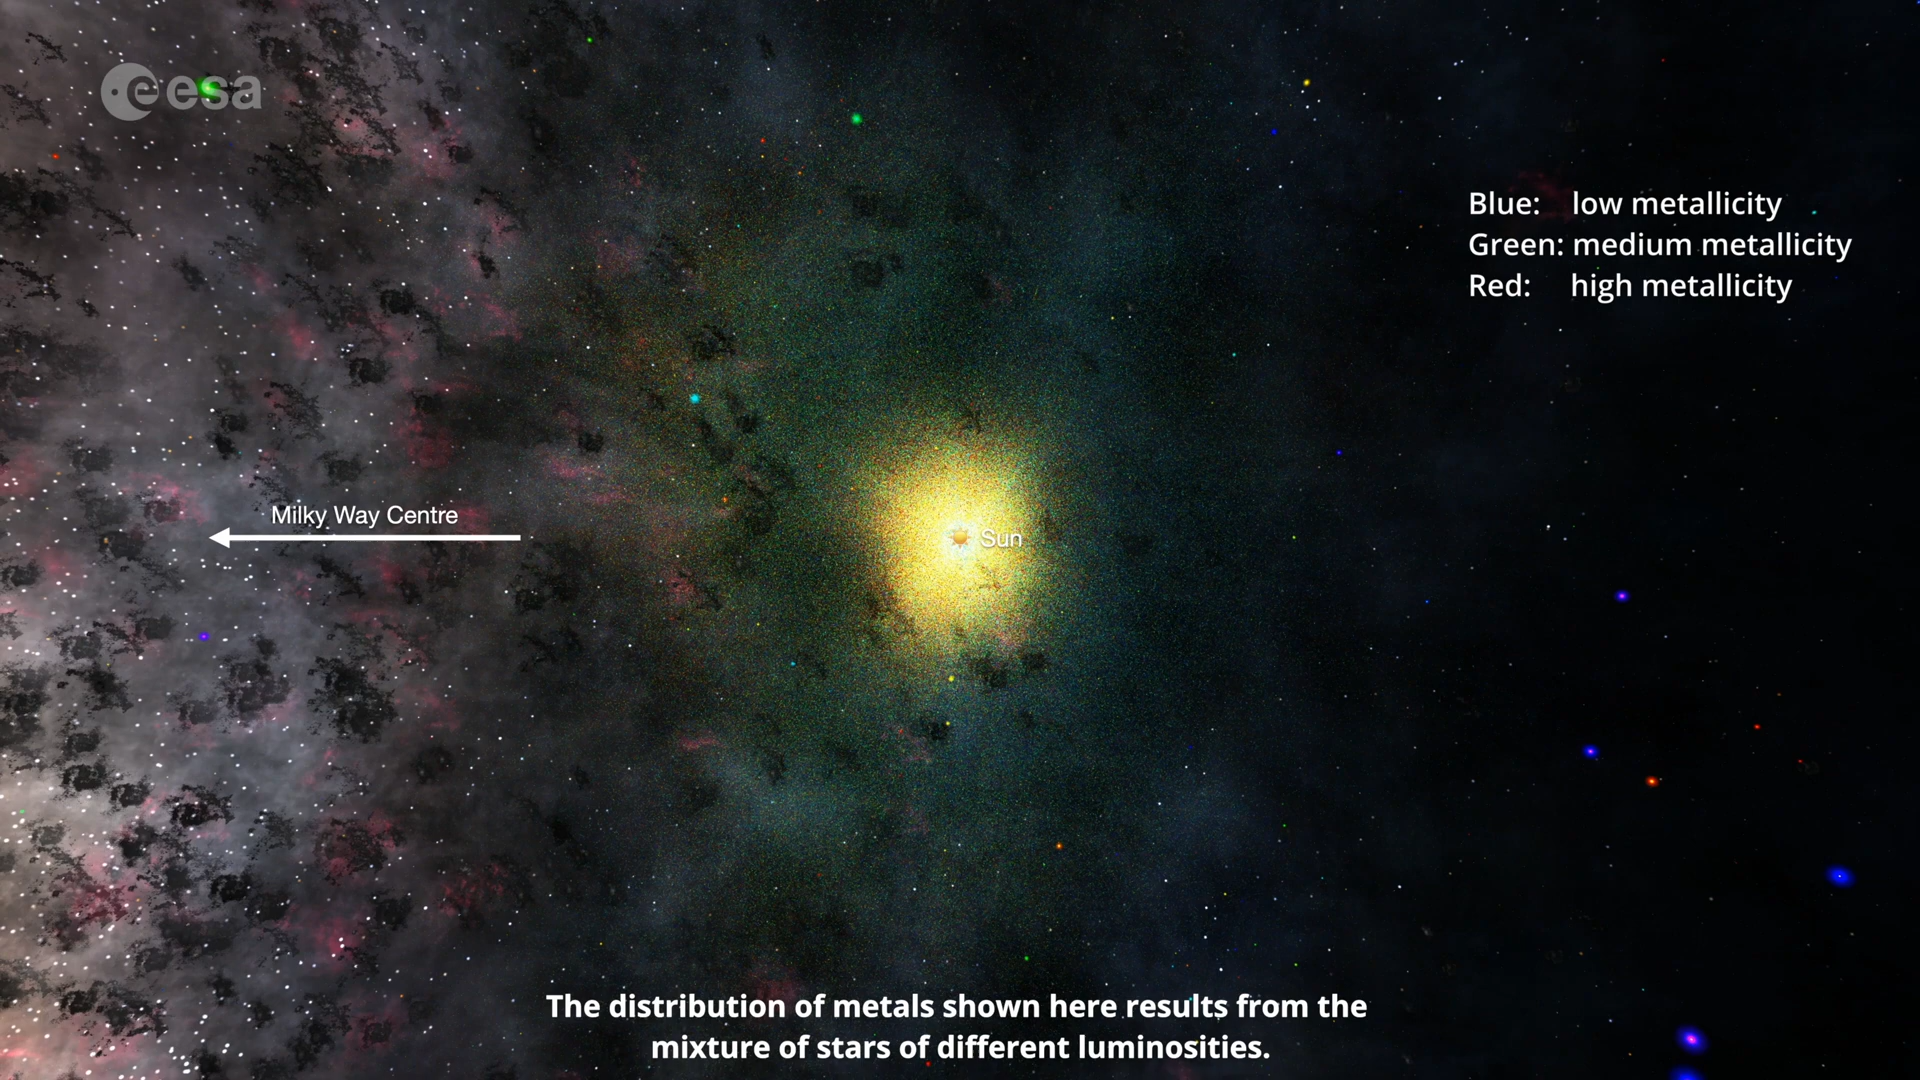 eesa
Blue: low metallicity
Green: medium metallicity
Red: high metallicity
Milky Way Centre
Sun
The distribution of metals shown here results from the
mixture of stars of different luminosities.